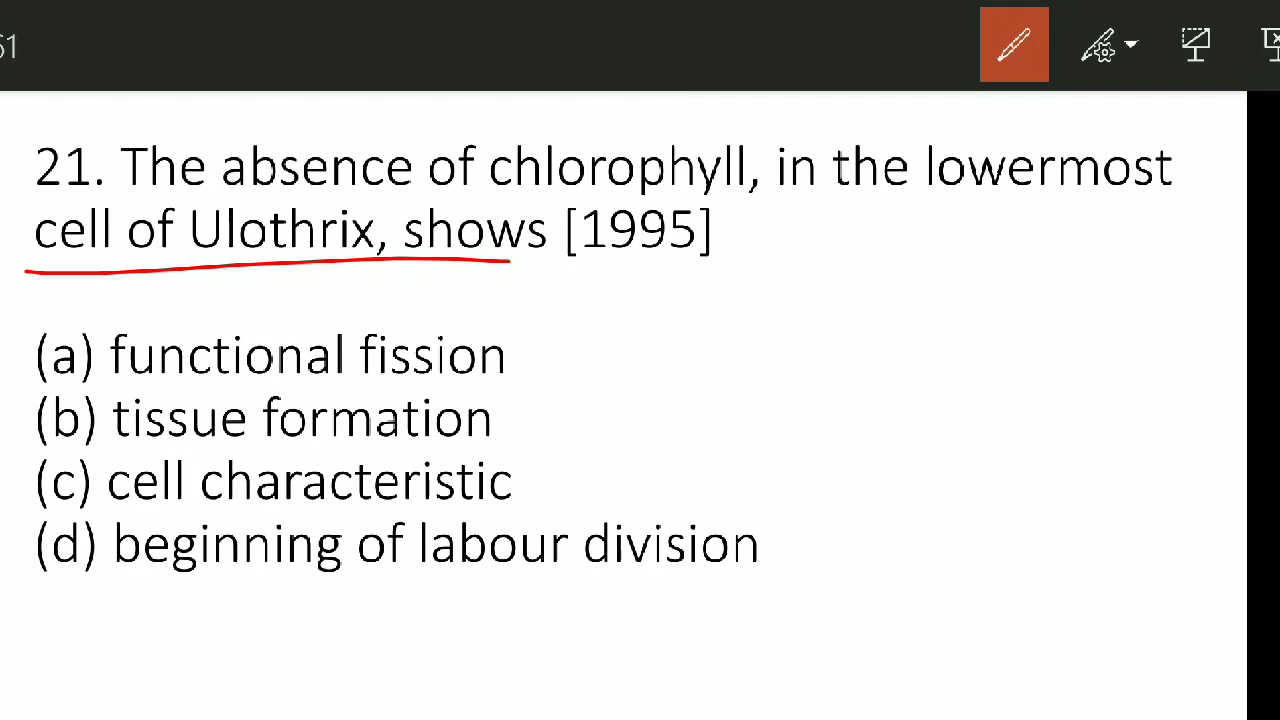 21. The absence of chlorophyll, in the lowermost
cell of Ulothrix, shows [1995]
(a) functional fission
(b) tissue formation
(c) cell characteristic
(d) beginning of labour division